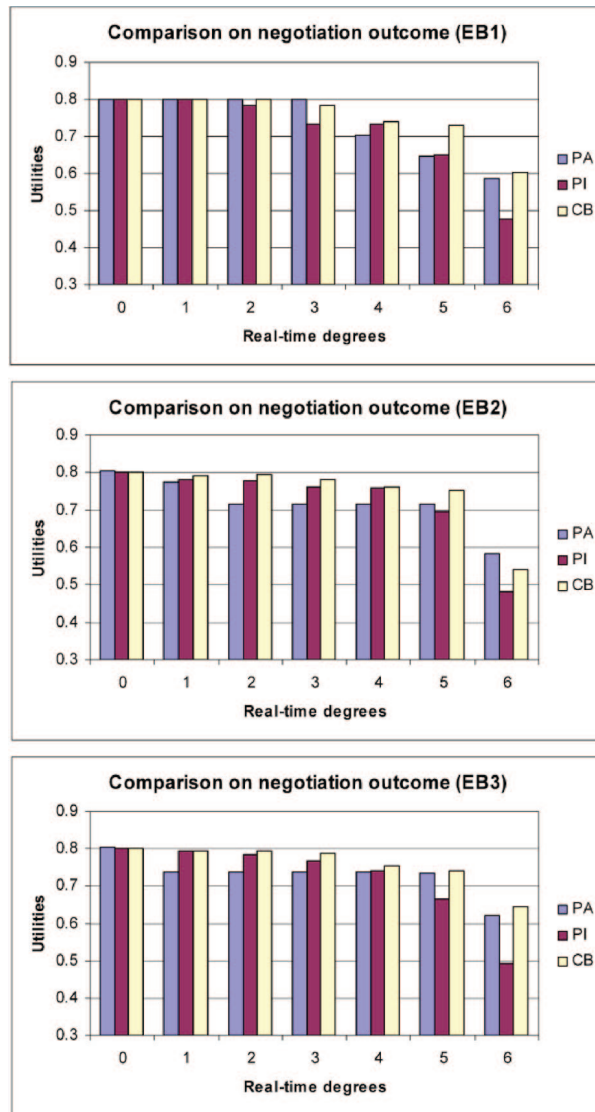 Comparison on negotiation outcome (EB1)
0.9
0.8
0.7
0.6
0.5
0.4
0.3
Utilities
0 1 2 3 4 5 6
Real-time degrees
PA
PI
CB
Comparison on negotiation outcome (EB2)
0.9
0.8
0.7
0.6
0.5
0.4
0.3
Utilities
0 1 2 3 4 5 6
Real-time degrees
PA
PI
CB
Comparison on negotiation outcome (EB3)
0.9
0.8
0.7
0.6
0.5
0.4
0.3
Utilities
0 1 2 3 4 5 6
Real-time degrees
PA
PI
CB